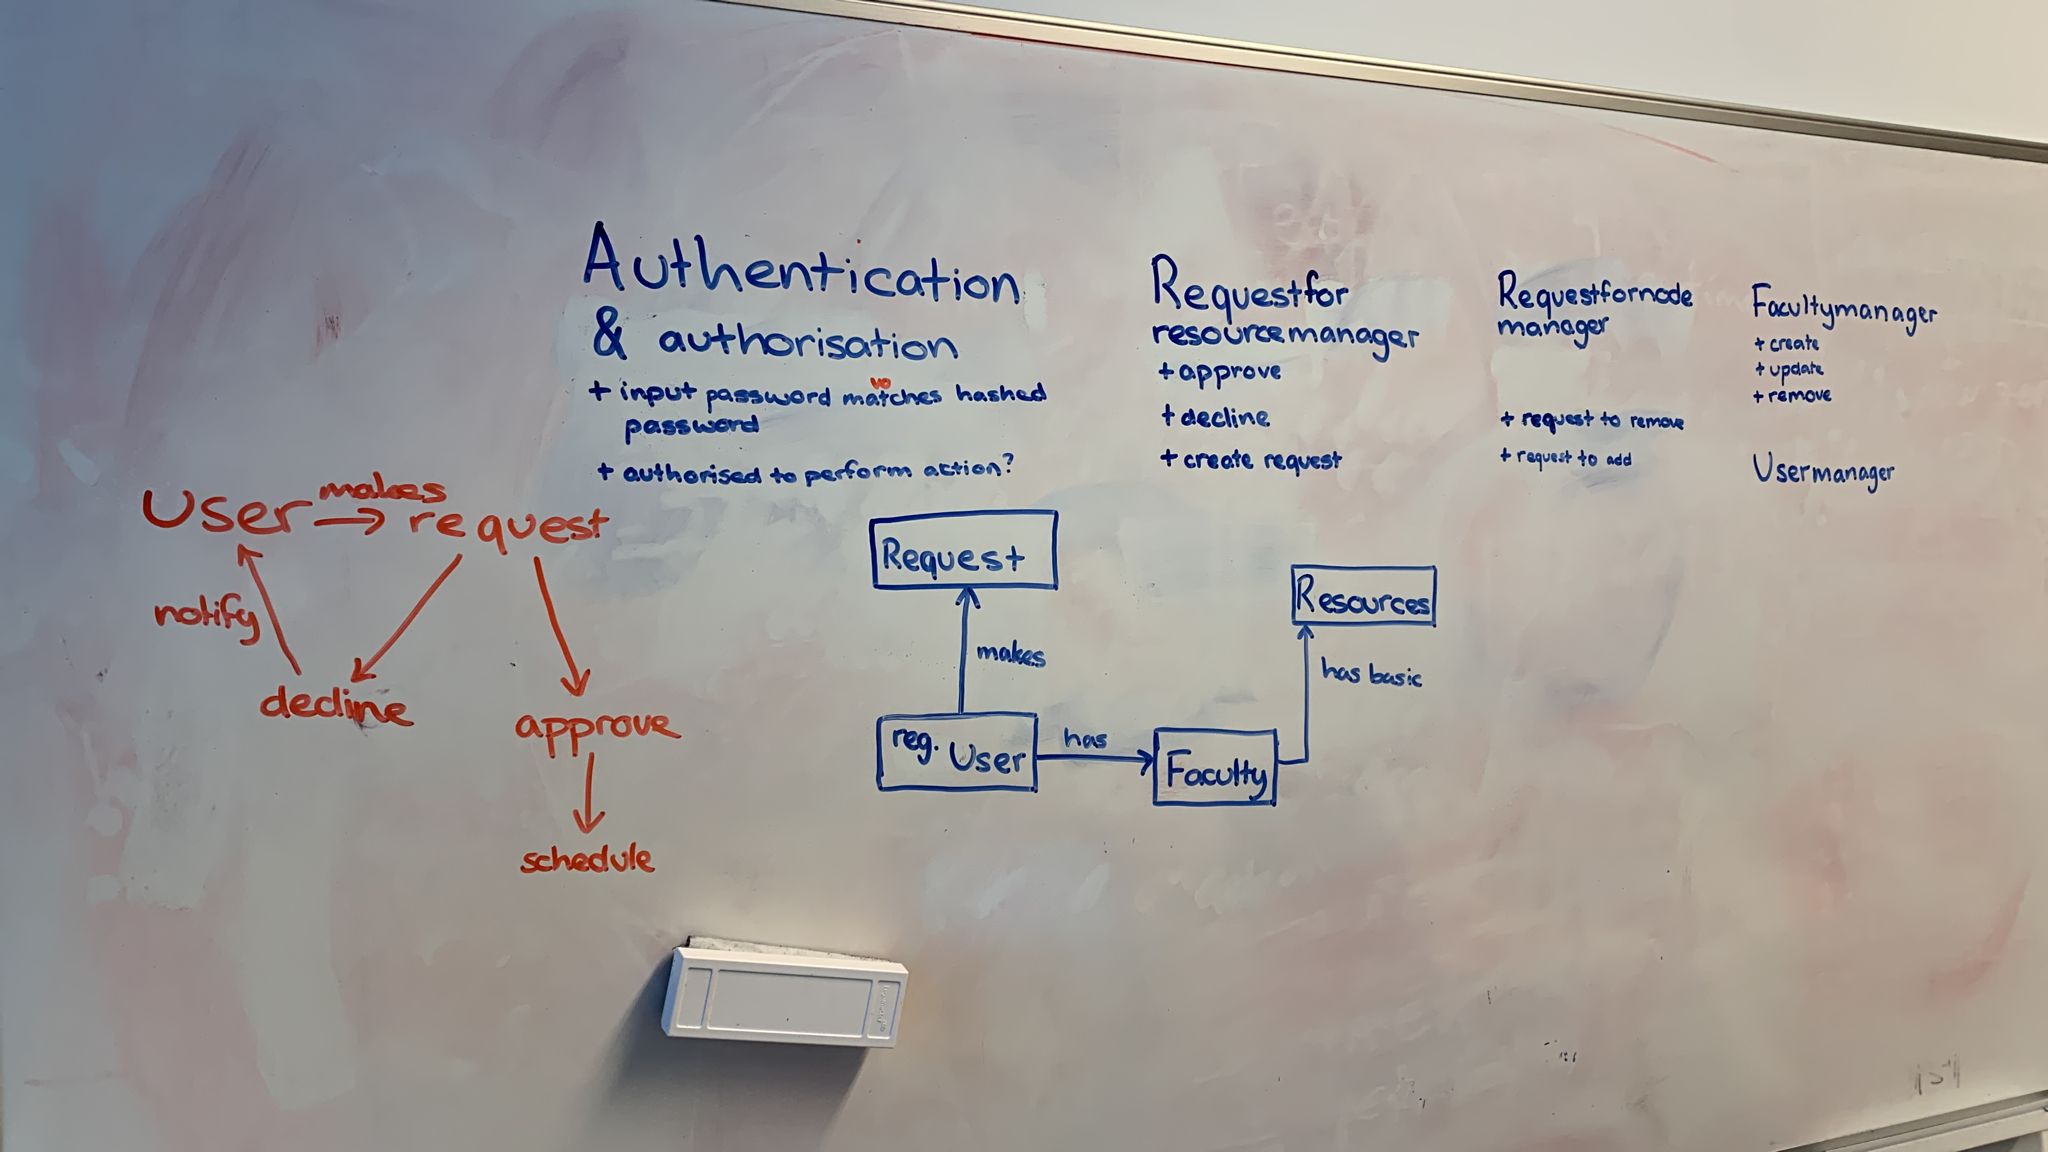 Authentication
& authorisation
+ input password matches hashed
password
+ authorised to perform action?
Requestfor
resourcemanager
+ approve
+ decline
+ create request
Requestfornode
manager
+ request to remove
+ request to add
Facultymanager
+ create
+ update
+ remove
Usermanager
User makes request
notify
decline
approve
schedule
Request
makes
reg. User
has
Faculty
has basic
Resources